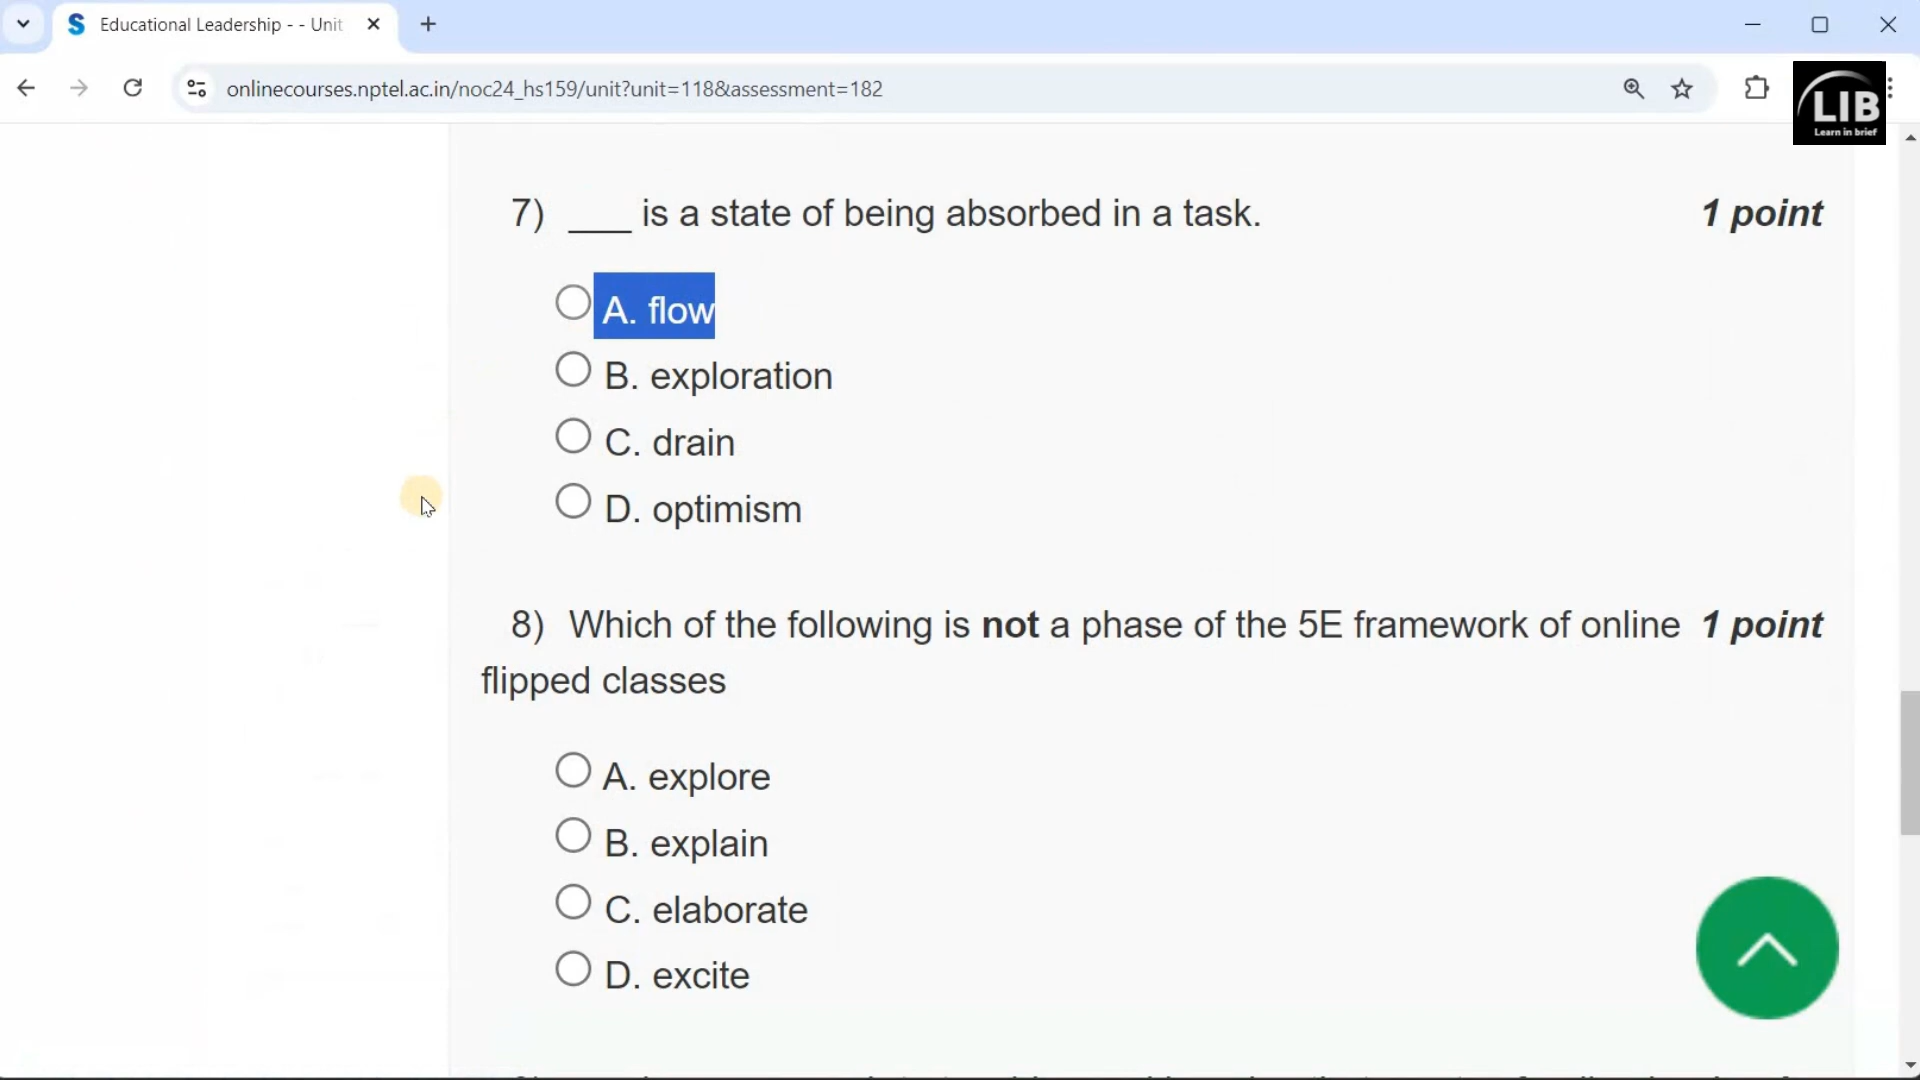 Educational Leadership - - Unit
onlinecourses.nptel.ac.in/noc24_hs159/unit?unit=118&assessment=182
LIB
Learn in brief
7) ___ is a state of being absorbed in a task. 1 point
A. flow
B. exploration
C. drain
D. optimism
8) Which of the following is not a phase of the 5E framework of online 1 point
flipped classes
A. explore
B. explain
C. elaborate
D. excite